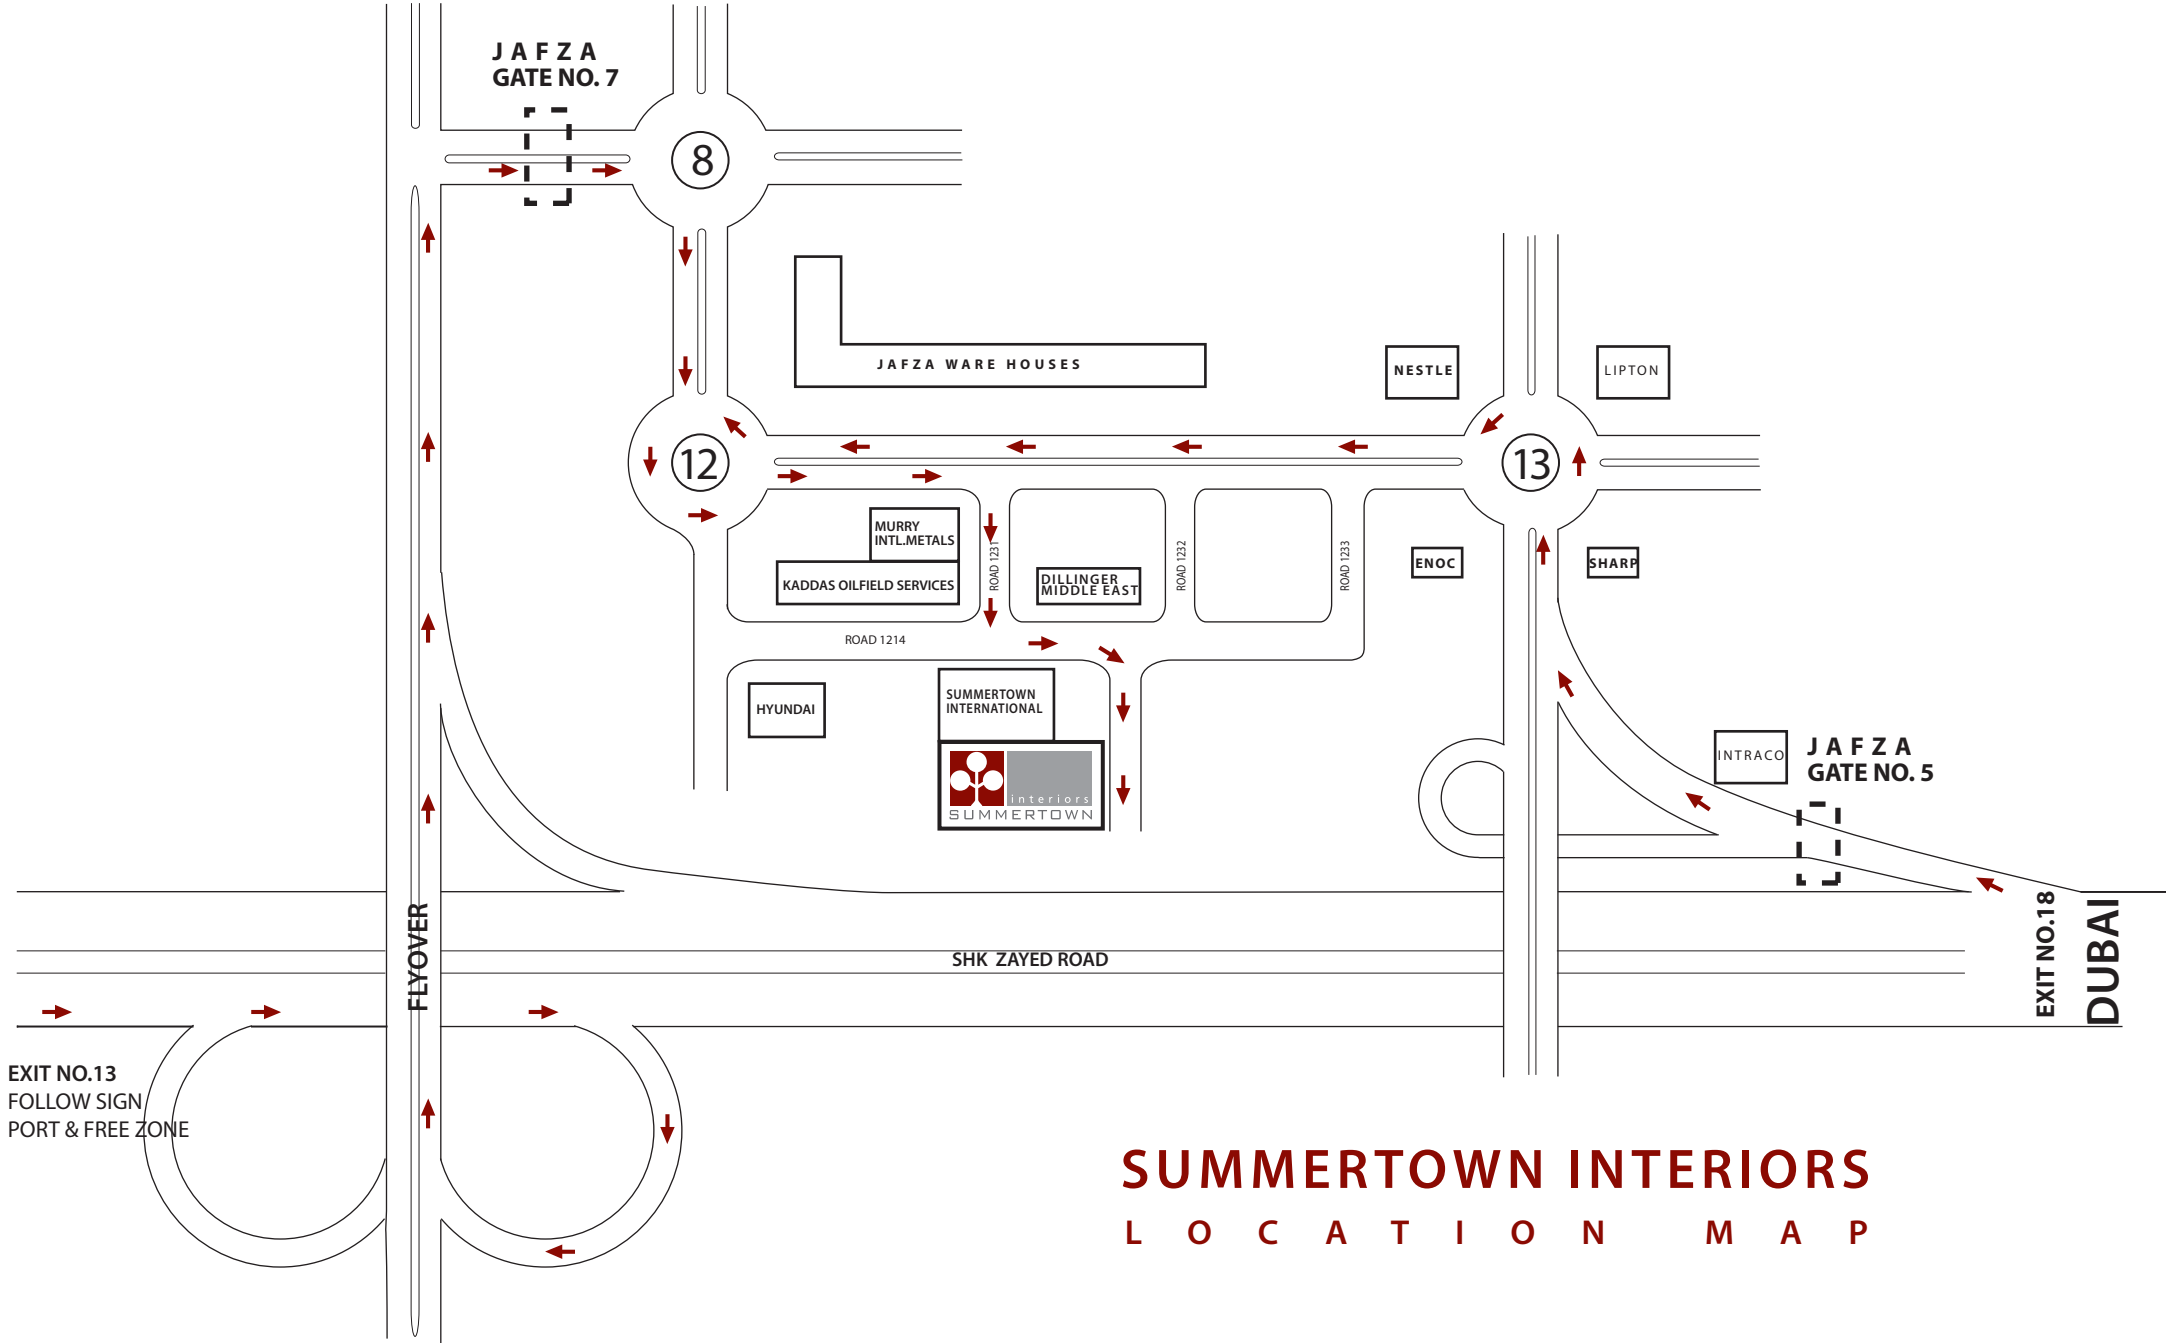 J A F Z A
GATE NO. 7
8
JAFZA WARE HOUSES
NESTLE
LIPTON
12
13
MURRY
INTL.METALS
KADDAS OILFIELD SERVICES
ROAD 1231
DILLINGER
MIDDLE EAST
ROAD 1232
ROAD 1233
ENOC
SHARP
ROAD 1214
HYUNDAI
SUMMERTOWN
INTERNATIONAL
interiors
SUMMERTOWN
INTRACO
J A F Z A
GATE NO. 5
FLYOVER
SHK ZAYED ROAD
EXIT NO.18
DUBAI
EXIT NO.13
FOLLOW SIGN
PORT & FREE ZONE
SUMMERTOWN INTERIORS
LOCATION MAP